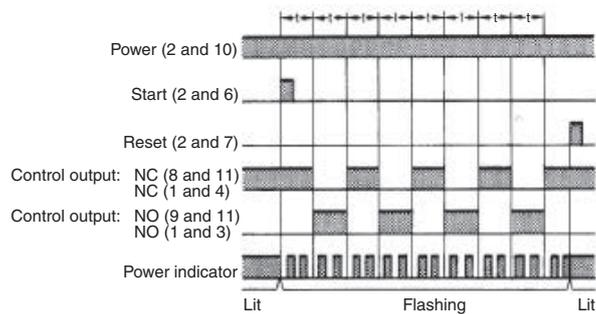 t t t t t t t t
Power (2 and 10)
Start (2 and 6)
Reset (2 and 7)
Control output: NC (8 and 11)
NC (1 and 4)
Control output: NO (9 and 11)
NO (1 and 3)
Power indicator
Lit Flashing Lit